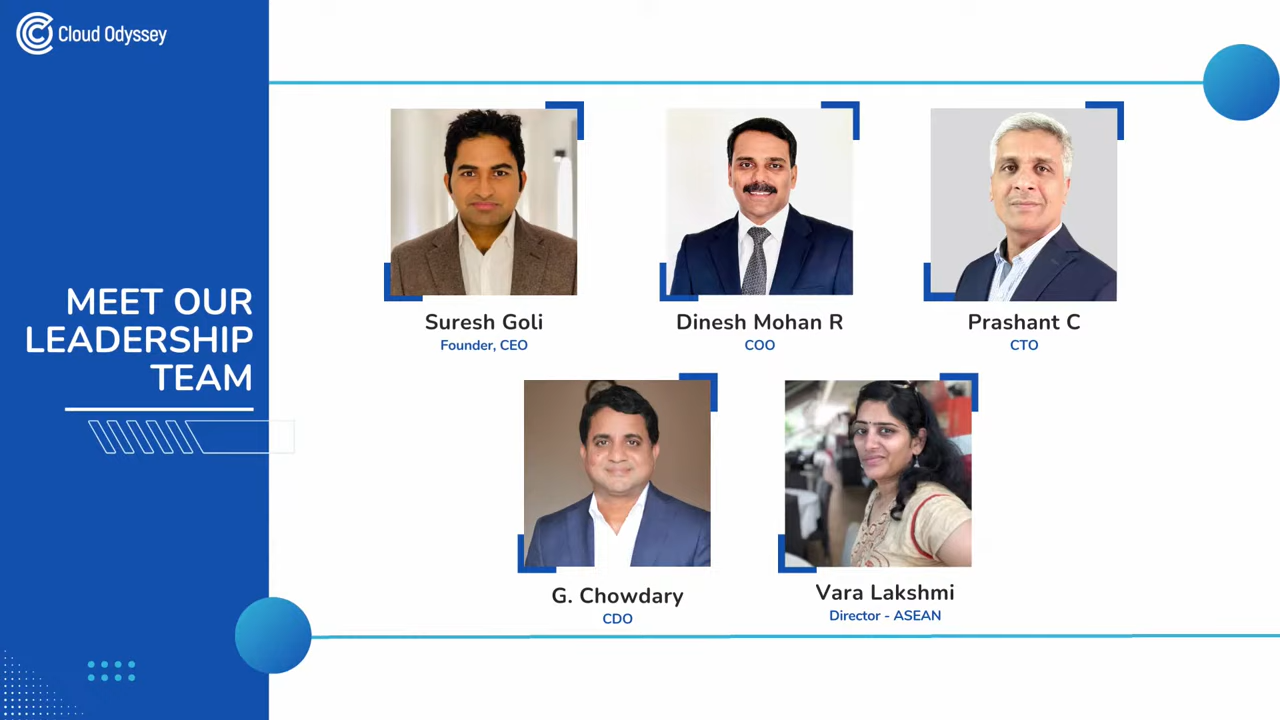 Cloud Odyssey
MEET OUR
LEADERSHIP
TEAM
Suresh Goli
Founder, CEO
Dinesh Mohan R
COO
Prashant C
CTO
G. Chowdary
CDO
Vara Lakshmi
Director - ASEAN